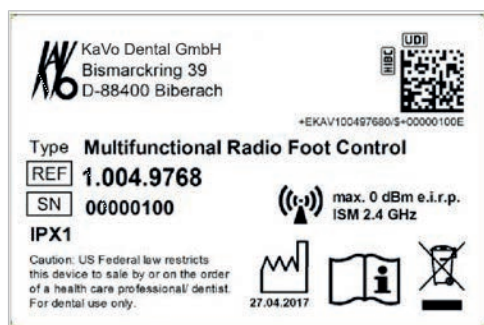 KaVo
KaVo Dental GmbH
Bismarckring 39
D-88400 Biberach
UDI
HIBC
+EKAV100497680/$+00000100E
Type Multifunctional Radio Foot Control
REF 1.004.9768
SN 00000100
max. 0 dBm e.i.r.p.
ISM 2.4 GHz
IPX1
Caution: US Federal law restricts
this device to sale by or on the order
of a health care professional/ dentist.
For dental use only.
27.04.2017